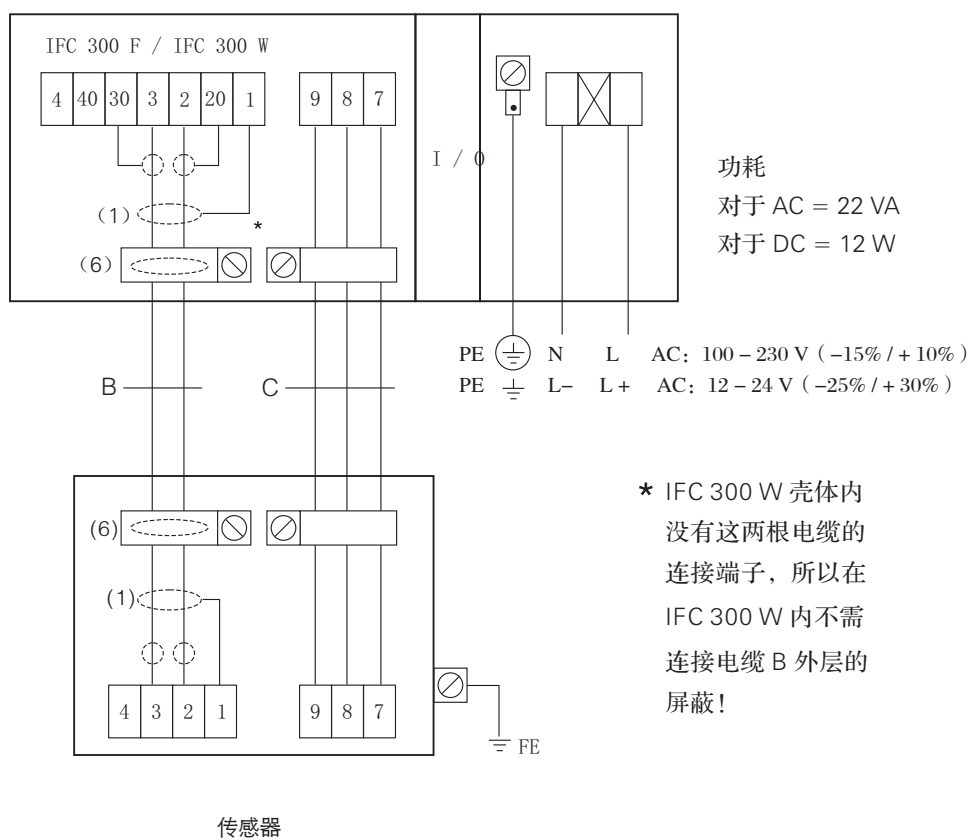 IFC 300 F / IFC 300 W
4 40 30 3 2 20 1
9 8 7
I / O
(1)
*
(6)
功耗
对于 AC = 22 VA
对于 DC = 12 W
PE N L AC: 100 – 230 V (–15% / + 10%)
PE L– L + AC: 12 – 24 V (–25% / + 30%)
B
C
* IFC 300 W 壳体内
没有这两根电缆的
连接端子，所以在
IFC 300 W 内不需
连接电缆 B 外层的
屏蔽！
(6)
(1)
4 3 2 1
9 8 7
FE
传感器